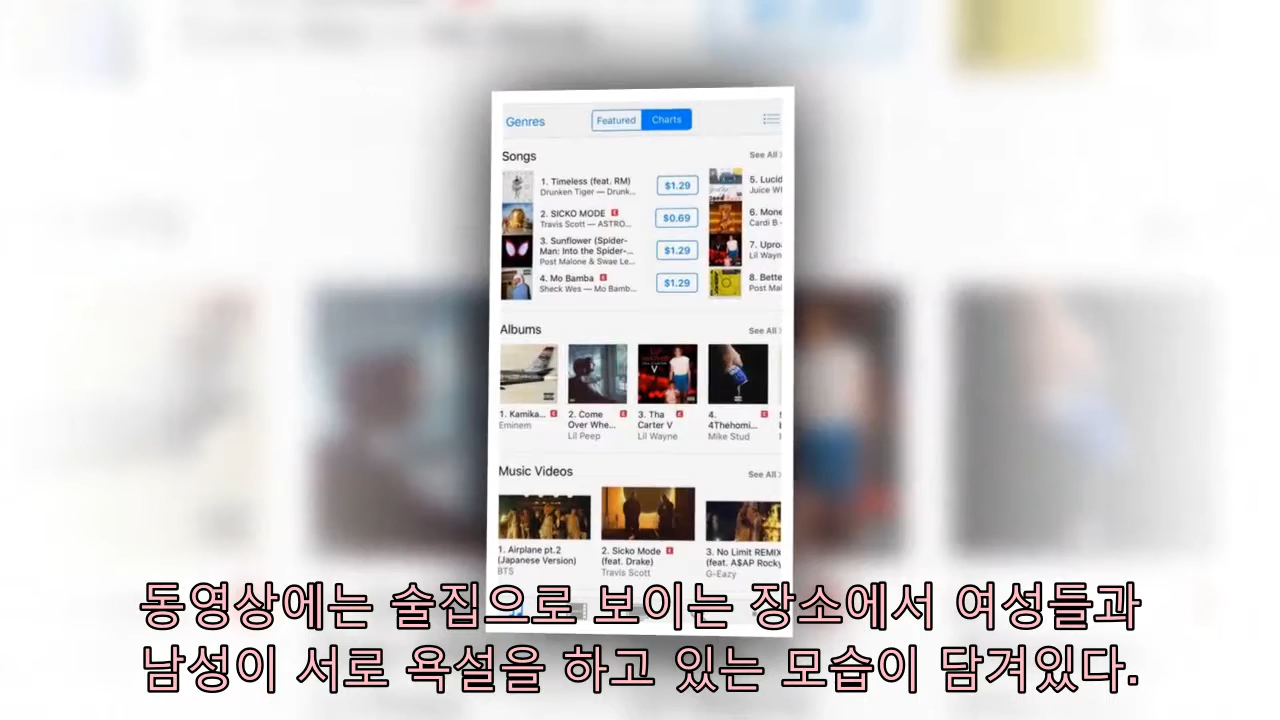 Genres
Featured
Charts
Songs
See All
1. Timeless (feat. RM)
Drunken Tiger — Drunk...
$1.29
2. SICKO MODE E
Travis Scott — ASTRO...
$0.69
3. Sunflower (Spider-
Man: Into the Spider-...
Post Malone & Swae Le...
$1.29
4. Mo Bamba E
Sheck Wes — Mo Bamb...
$1.29
5. Lucid
Juice W
6. Mone
Cardi B -
7. Upro
Lil Wayn
8. Bette
Post Mal
Albums
See All
1. Kamika... E
Eminem
2. Come E
Over Whe...
Lil Peep
3. Tha E
Carter V
Lil Wayne
4. E
4Thehomi...
Mike Stud
Music Videos
See All
1. Airplane pt.2
(Japanese Version)
BTS
2. Sicko Mode E
(feat. Drake)
Travis Scott
3. No Limit REMIX
(feat. A$AP Rocky
G-Eazy
동영상에는 술집으로 보이는 장소에서 여성들과
남성이 서로 욕설을 하고 있는 모습이 담겨있다.